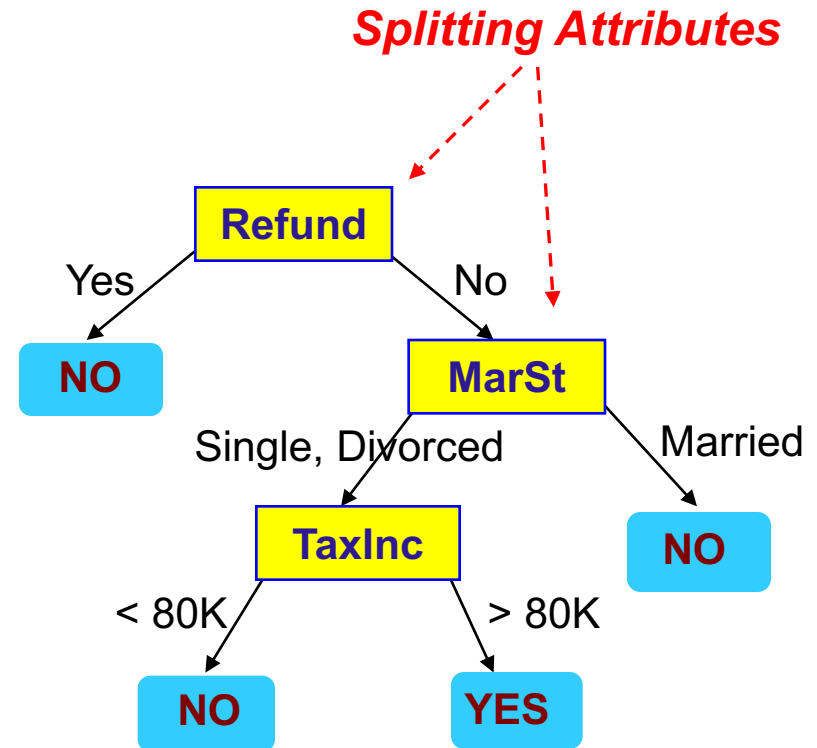 Splitting Attributes
Refund
Yes
No
NO
MarSt
Single, Divorced
Married
TaxInc
NO
< 80K
> 80K
NO
YES